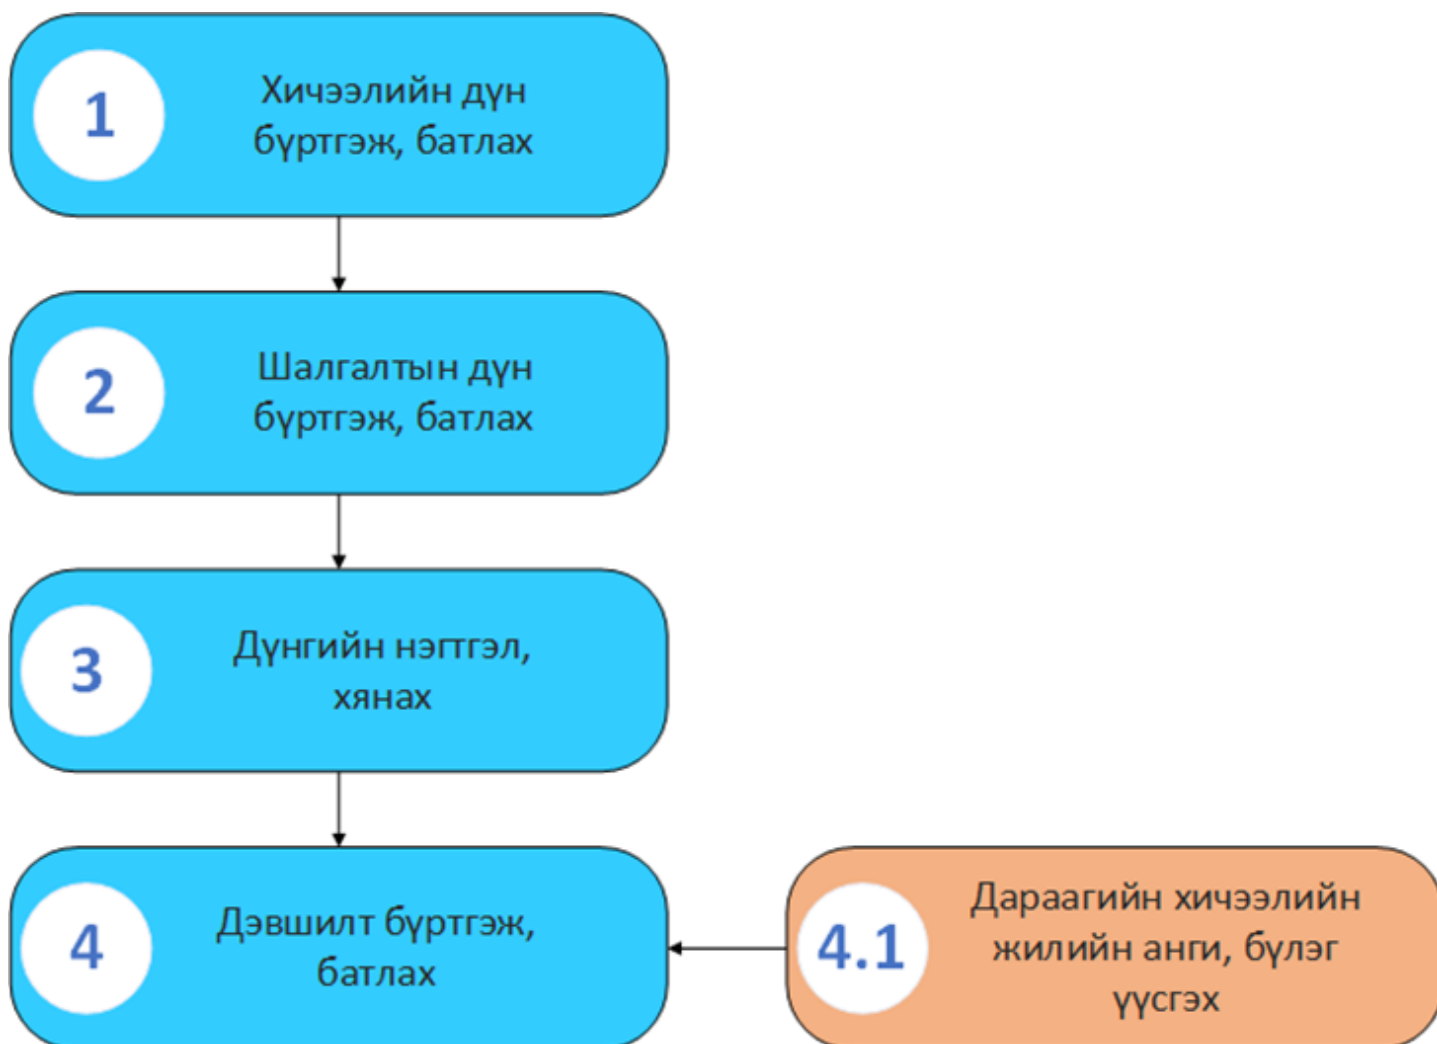 1
Хичээлийн дүн
бүртгэж, батлах
2
Шалгалтын дүн
бүртгэж, батлах
3
Дүнгийн нэгтгэл,
хянах
4
Дэвшилт бүртгэж,
батлах
4.1
Дараагийн хичээлийн
жилийн анги, бүлэг
үүсгэх